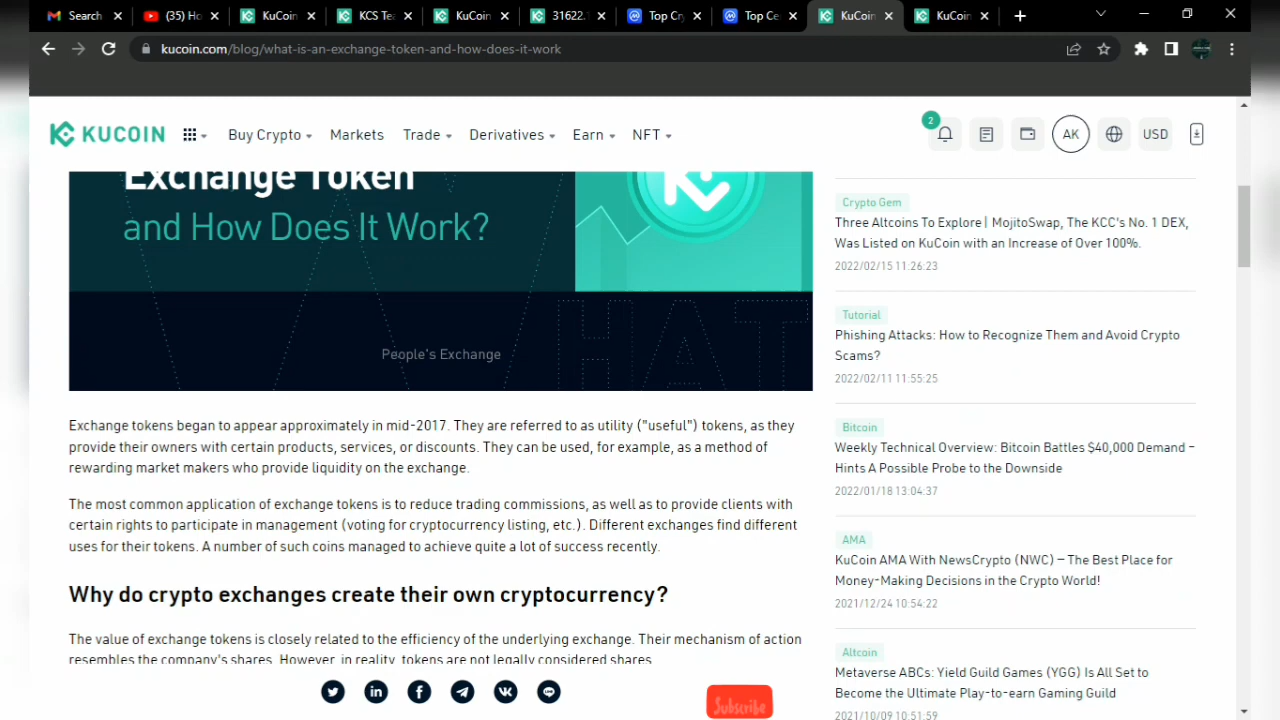 Search
(35) Ho
KuCoin
KCS Tea
KuCoin
31622.1
Top Cry
Top Ce
KuCoin
KuCoin
kucoin.com/blog/what-is-an-exchange-token-and-how-does-it-work
KUCOIN
Buy Crypto
Markets
Trade
Derivatives
Earn
NFT
2
AK
USD
Exchange Token
and How Does It Work?
People's Exchange
WHAT
Exchange tokens began to appear approximately in mid-2017. They are referred to as utility ("useful") tokens, as they
provide their owners with certain products, services, or discounts. They can be used, for example, as a method of
rewarding market makers who provide liquidity on the exchange.
The most common application of exchange tokens is to reduce trading commissions, as well as to provide clients with
certain rights to participate in management (voting for cryptocurrency listing, etc.). Different exchanges find different
uses for their tokens. A number of such coins managed to achieve quite a lot of success recently.
Why do crypto exchanges create their own cryptocurrency?
The value of exchange tokens is closely related to the efficiency of the underlying exchange. Their mechanism of action
resembles the company's shares. However, in reality, tokens are not legally considered shares.
Subscribe
Crypto Gem
Three Altcoins To Explore| MojitoSwap, The KCC's No. 1 DEX,
Was Listed on KuCoin with an Increase of Over 100%.
2022/02/15 11:26:23
Tutorial
Phishing Attacks: How to Recognize Them and Avoid Crypto
Scams?
2022/02/11 11:55:25
Bitcoin
Weekly Technical Overview: Bitcoin Battles $40,000 Demand –
Hints A Possible Probe to the Downside
2022/01/18 13:04:37
AMA
KuCoin AMA With NewsCrypto (NWC) — The Best Place for
Money-Making Decisions in the Crypto World!
2021/12/24 10:54:22
Altcoin
Metaverse ABCs: Yield Guild Games (YGG) Is All Set to
Become the Ultimate Play-to-earn Gaming Guild
2021/10/09 10:51:59